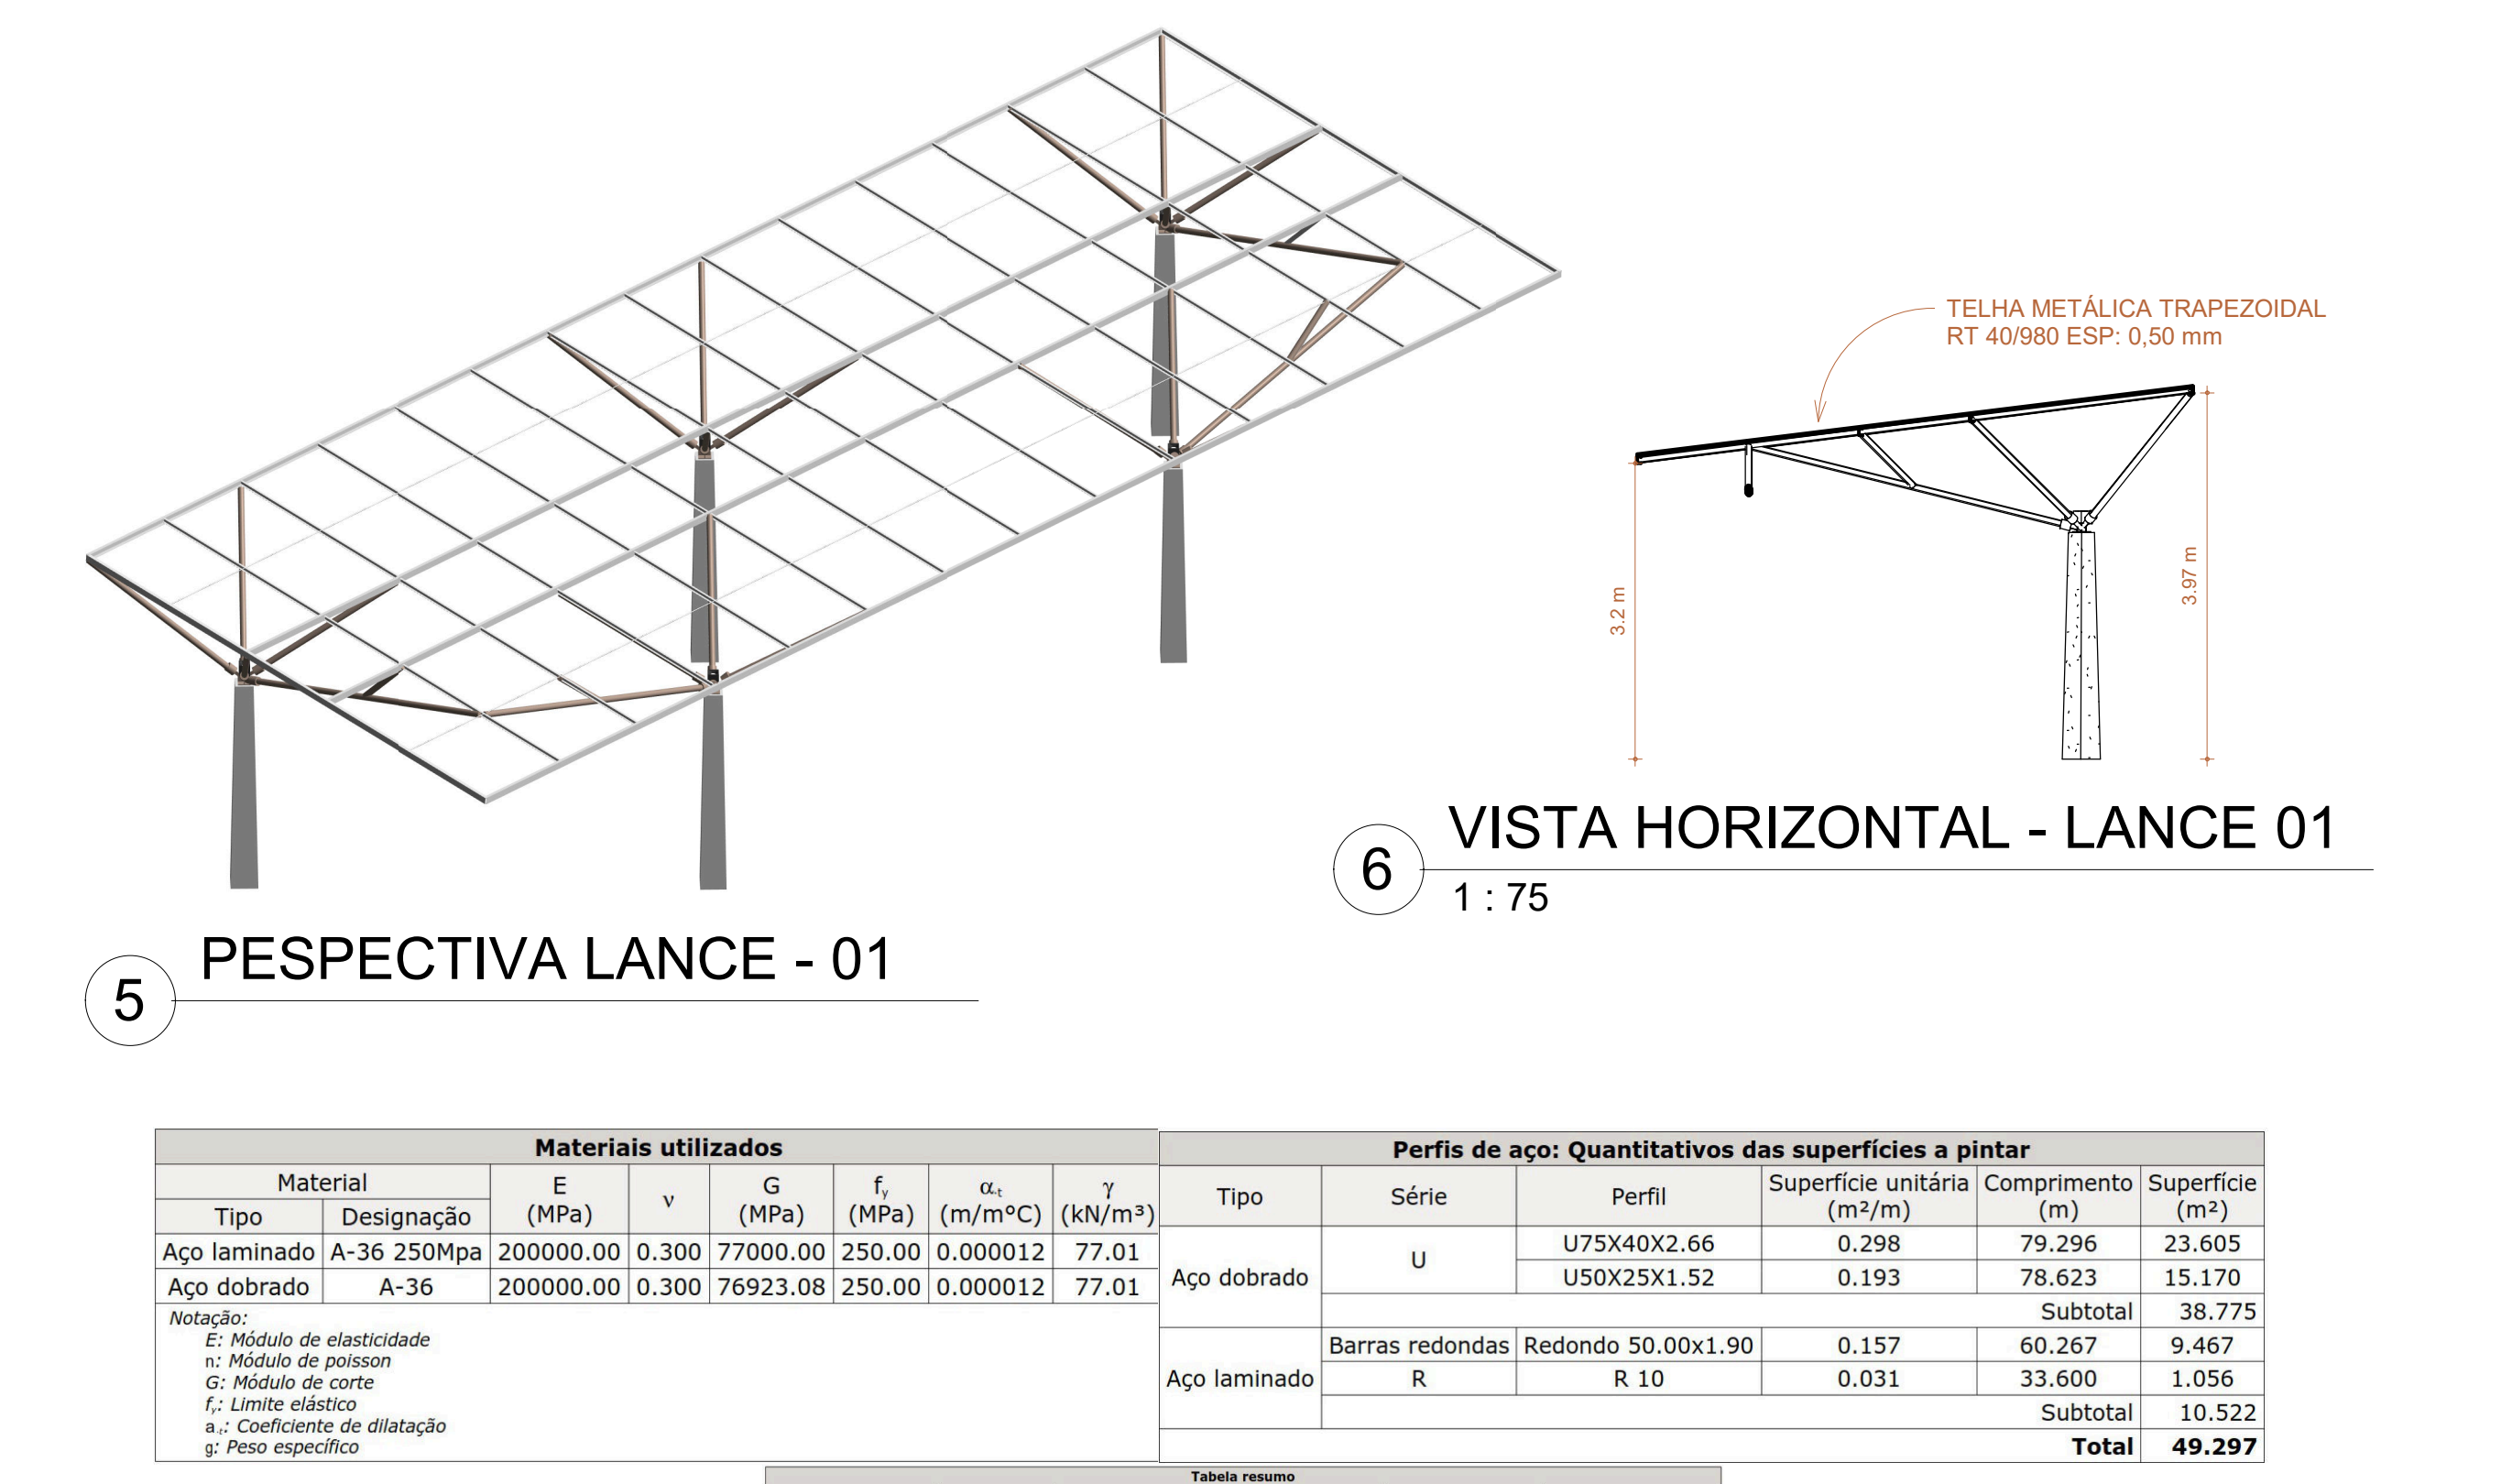 TELHA METÁLICA TRAPEZOIDAL
RT 40/980 ESP: 0,50 mm
3.2 m
3.97 m
6
VISTA HORIZONTAL - LANCE 01
1 : 75
5
PESPECTIVA LANCE - 01
Materiais utilizados
Material E (MPa) ν G (MPa) fy (MPa) α·t (m/m°C) γ (kN/m³)
Tipo Designação
Aço laminado A-36 250Mpa 200000.00 0.300 77000.00 250.00 0.000012 77.01
Aço dobrado A-36 200000.00 0.300 76923.08 250.00 0.000012 77.01
Notação:
E: Módulo de elasticidade
n: Módulo de poisson
G: Módulo de corte
fy: Limite elástico
a·t: Coeficiente de dilatação
g: Peso específico
Perfis de aço: Quantitativos das superfícies a pintar
Tipo Série Perfil Superfície unitária (m²/m) Comprimento (m) Superfície (m²)
Aço dobrado U U75X40X2.66 0.298 79.296 23.605
U50X25X1.52 0.193 78.623 15.170
Subtotal 38.775
Aço laminado Barras redondas Redondo 50.00x1.90 0.157 60.267 9.467
R R 10 0.031 33.600 1.056
Subtotal 10.522
Total 49.297
Tabela resumo